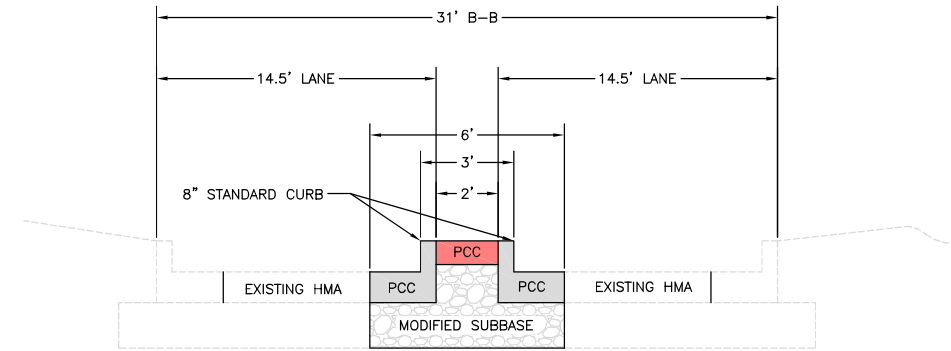 31' B-B
14.5' LANE
14.5' LANE
6'
3'
2'
8" STANDARD CURB
PCC
EXISTING HMA
PCC
PCC
EXISTING HMA
MODIFIED SUBBASE